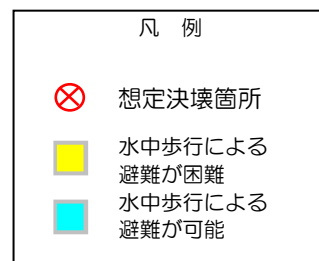 凡 例
想定決壊箇所
水中歩行による
避難が困難
水中歩行による
避難が可能